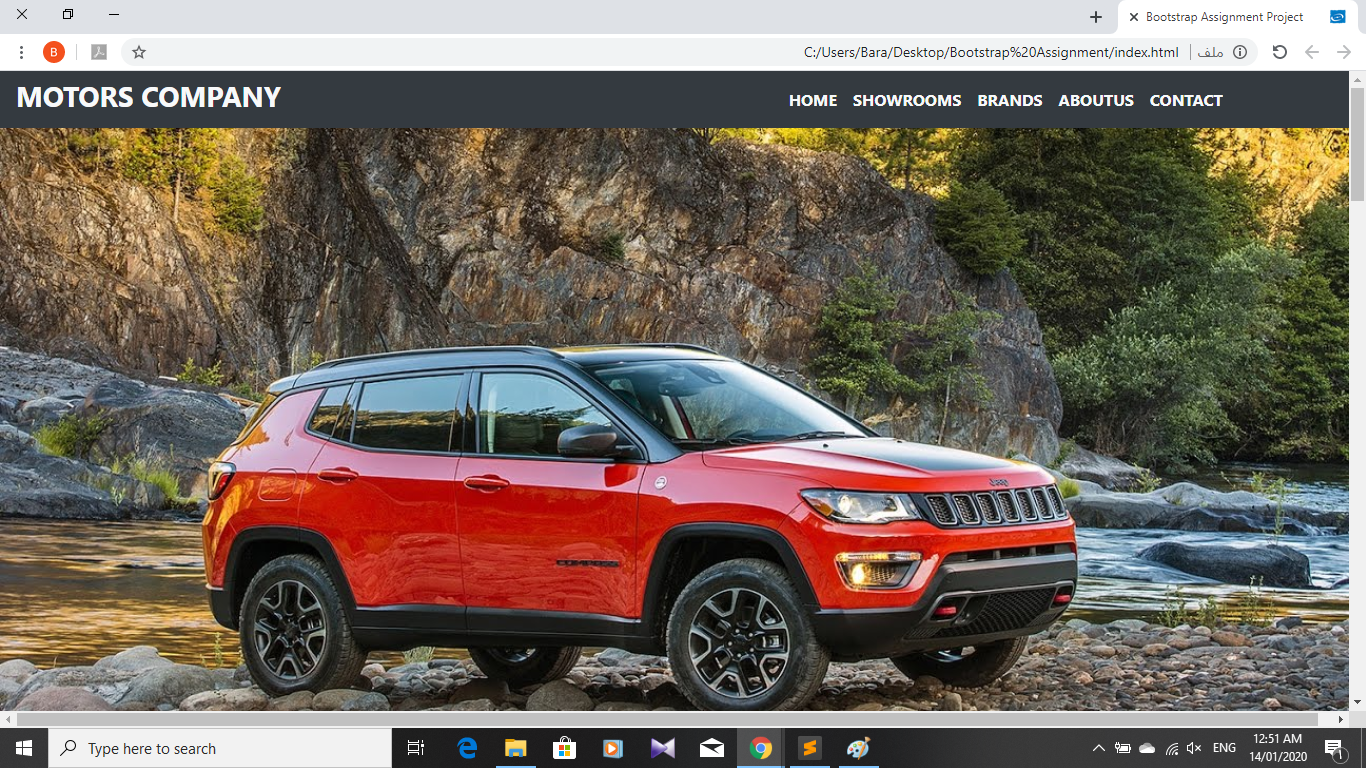 Bootstrap Assignment Project
B
C:/Users/Bara/Desktop/Bootstrap%20Assignment/index.html
ملف
MOTORS COMPANY
HOME SHOWROOMS BRANDS ABOUTUS CONTACT
Jeep
Type here to search
ENG
12:51 AM
14/01/2020
1